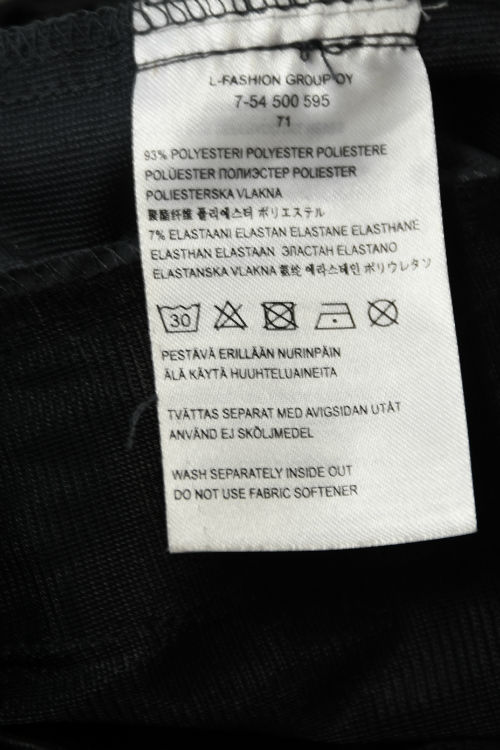 L-FASHION GROUP OY
7-54 500 595
71
93% POLYESTERI POLYESTER POLIESTERE
POLÜESTER ПОЛИЭСТЕР POLIESTER
POLIESTERSKA VLAKNA
聚酯纤维 폴리에스터 ポリエステル
7% ELASTAANI ELASTAN ELASTANE ELASTHANE
ELASTHAN ELASTAAN ЭЛАСТАН ELASTANO
ELASTANSKA VLAKNA 氨纶 에라스테인 ポリウレタン
30
PESTÄVÄ ERILLÄÄN NURINPÄIN
ÄLÄ KÄYTÄ HUUHTELUAINEITA
TVÄTTAS SEPARAT MED AVIGSIDAN UTÅT
ANVÄND EJ SKÖLJMEDEL
WASH SEPARATELY INSIDE OUT
DO NOT USE FABRIC SOFTENER